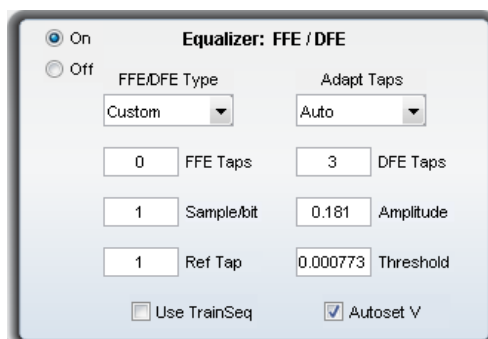 On Equalizer: FFE / DFE
Off
FFE/DFE Type Adapt Taps
Custom Auto
0 FFE Taps 3 DFE Taps
1 Sample/bit 0.181 Amplitude
1 Ref Tap 0.000773 Threshold
Use TrainSeq Autoset V